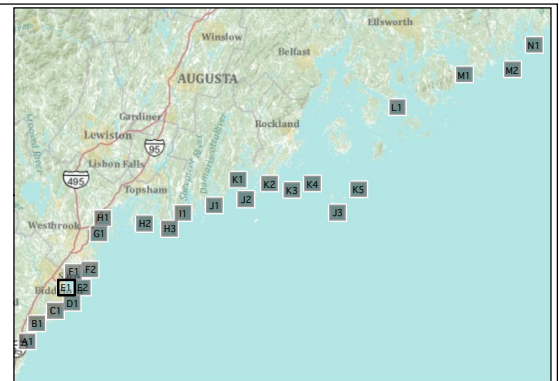 Ellsworth
Winslow
Belfast
N1
M2
M1
AUGUSTA
L1
Gardiner
Rockland
Lewiston
95
Lisbon Falls
495
Topsham
K1
K2
K3
K4
K5
J1
J2
J3
I1
H1
H2
H3
Westbrook
G1
F1
F2
E1
E2
D1
C1
B1
A1